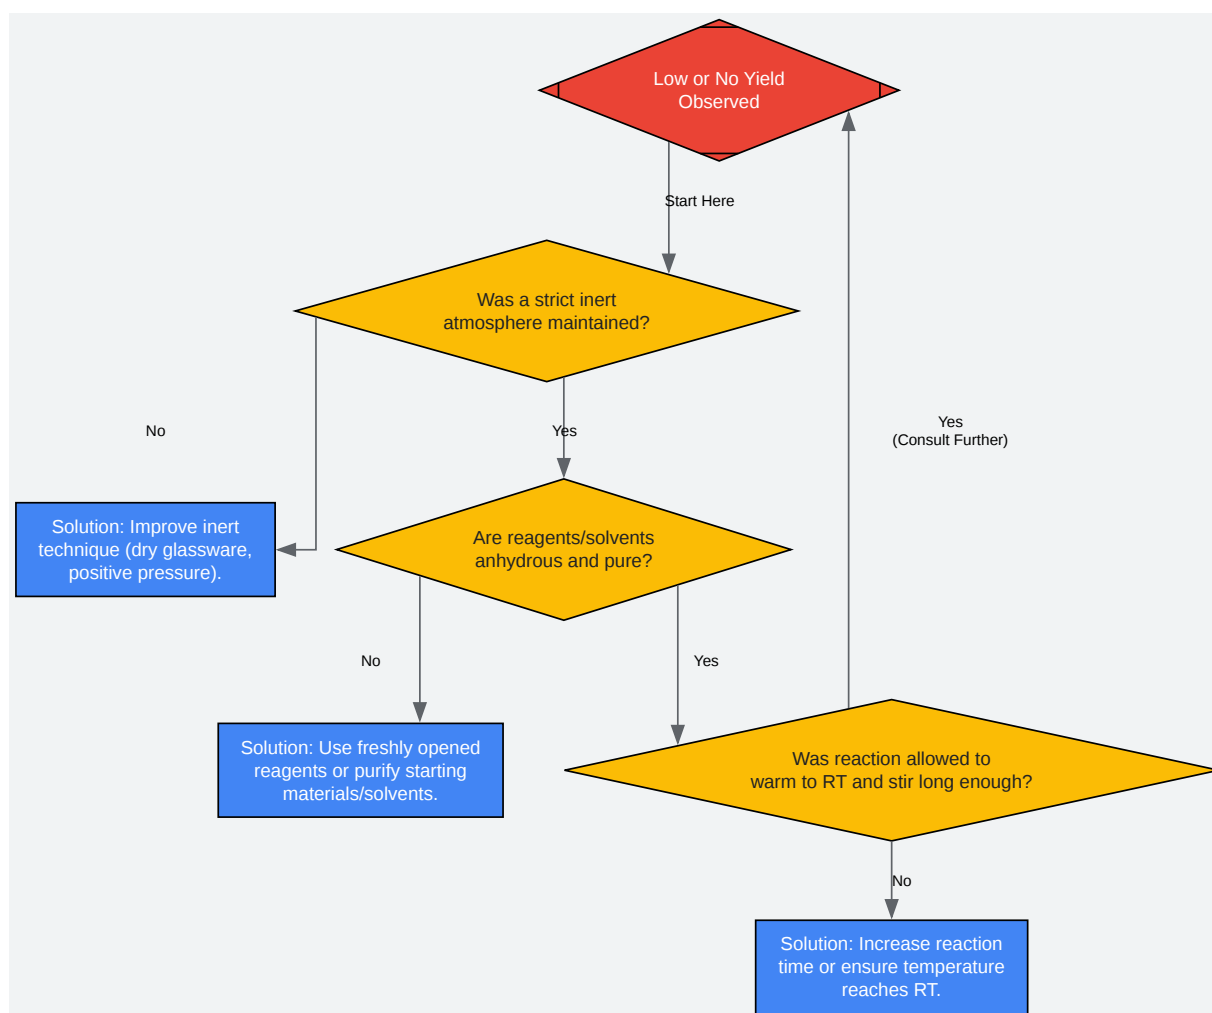 Low or No Yield
Observed
Start Here
Was a strict inert
atmosphere maintained?
No
Yes
Yes
(Consult Further)
Solution: Improve inert
technique (dry glassware,
positive pressure).
Are reagents/solvents
anhydrous and pure?
No
Yes
Solution: Use freshly opened
reagents or purify starting
materials/solvents.
Was reaction allowed to
warm to RT and stir long enough?
No
Solution: Increase reaction
time or ensure temperature
reaches RT.